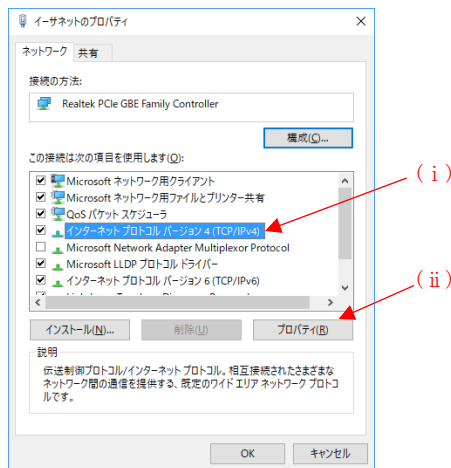 イーサネットのプロパティ
ネットワーク 共有
接続の方法:
Realtek PCIe GBE Family Controller
構成(C)...
この接続は次の項目を使用します(O):
Microsoft ネットワーク用クライアント
(ⅰ)
Microsoft ネットワーク用ファイルとプリンター共有
QoS パケット スケジューラ
インターネット プロトコル バージョン 4 (TCP/IPv4)
Microsoft Network Adapter Multiplexor Protocol
Microsoft LLDP プロトコル ドライバー
インターネット プロトコル バージョン 6 (TCP/IPv6)
(ⅱ)
インストール(N)... 削除(U) プロパティ(R)
説明
伝送制御プロトコル/インターネット プロトコル。相互接続されたさまざまな
ネットワーク間の通信を提供する、既定のワイド エリア ネットワーク プロトコ
ルです。
OK キャンセル